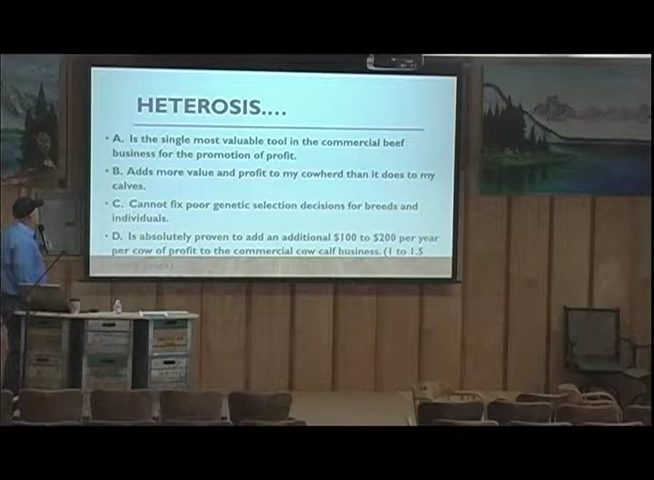 HETEROSIS....
• A. Is the single most valuable tool in the commercial beef
business for the promotion of profit.
• B. Adds more value and profit to my cowherd than it does to my
calves.
• C. Cannot fix poor genetic selection decisions for breeds and
individuals.
• D. Is absolutely proven to add an additional $100 to $200 per year
per cow of profit to the commercial cow calf business. (1 to 1.5